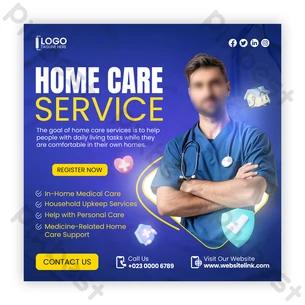 LOGO
TAGLINE HERE
HOME CARE
SERVICE
The goal of home care services is to help
people with daily living tasks while they
are comfortable in their own homes.
REGISTER NOW
In-Home Medical Care
Household Upkeep Services
Help with Personal Care
Medicine-Related Home
Care Support
CONTACT US
Call Us
+023 0000 6789
Visit Our Website
www.websitelink.com